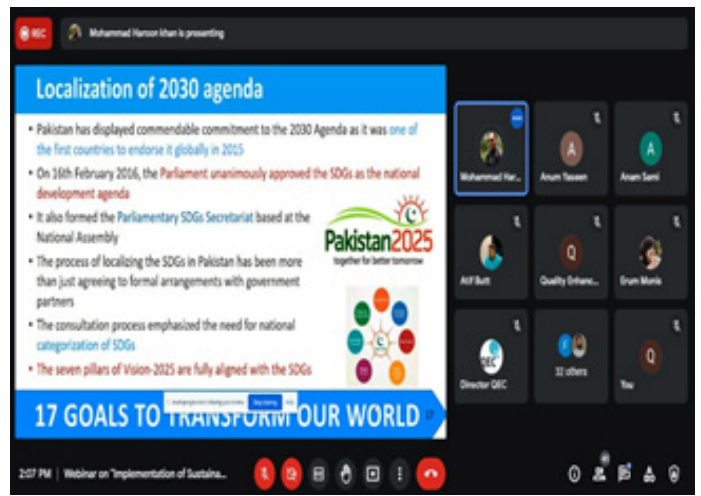 REC
Mohammad Haroon khan is presenting
Localization of 2030 agenda
• Pakistan has displayed commendable commitment to the 2030 Agenda as it was one of
the first countries to endorse it globally in 2015
• On 16th February 2016, the Parliament unanimously approved the SDGs as the national
development agenda
• It also formed the Parliamentary SDGs Secretariat based at the
National Assembly
• The process of localizing the SDGs in Pakistan has been more
than just agreeing to formal arrangements with government
partners
• The consultation process emphasized the need for national
categorization of SDGs
• The seven pillars of Vision-2025 are fully aligned with the SDGs
Pakistan2025
together for better tomorrow
Stop sharing
17 GOALS TO TRANSFORM OUR WORLD
17
Mohammad Har...
A
Anum Yaseen
A
Anam Sami
Atif Butt
Q
Quality Enhanc...
Erum Monis
QEC
Director QEC
F
32 others
Q
You
2:07 PM | Webinar on "Implementation of Sustaina...